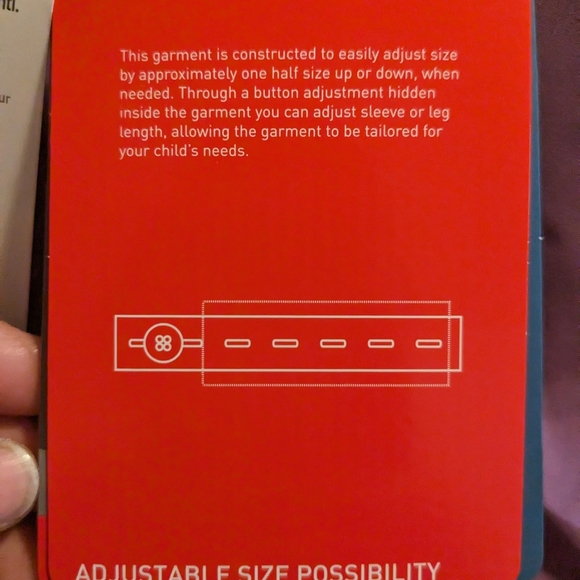 ur
This garment is constructed to easily adjust size
by approximately one half size up or down, when
needed. Through a button adjustment hidden
inside the garment you can adjust sleeve or leg
length, allowing the garment to be tailored for
your child's needs.
ADJUSTABLE SIZE POSSIBILITY